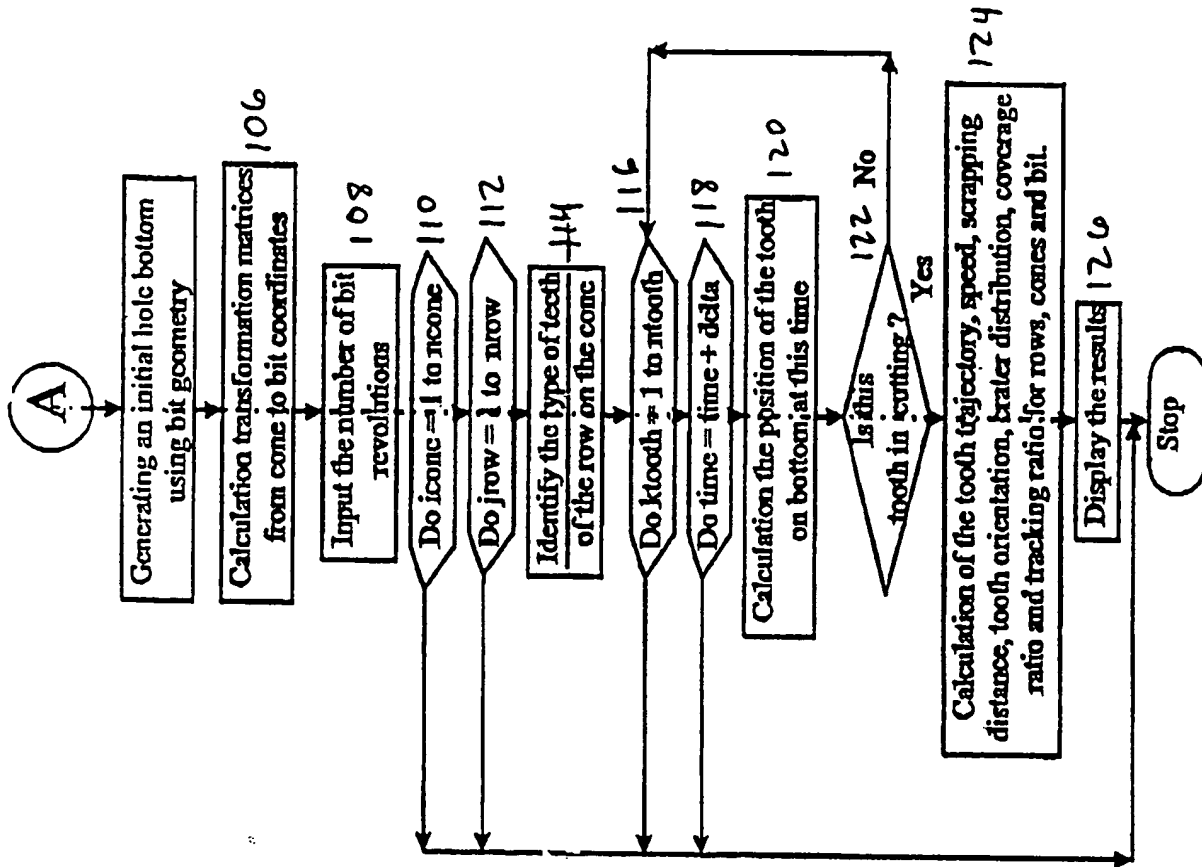 A
Generating an initial hole bottom
using bit geometry
Calculation transformation matrices
from cone to bit coordinates
106
Input the number of bit
revolutions
108
Do icone = 1 to ncone
110
Do jrow = 1 to nrow
112
Identify the type of teeth
of the row on the cone
114
116
Do ktooth = 1 to ntooth
118
Do time = time + delta
Calculation the position of the tooth
on bottom, at this time
120
Is this
tooth in cutting ?
122
No
Yes
Calculation of the tooth trajectory, speed, scrapping
distance, tooth orientation, crater distribution, coverage
ratio and tracking ratio for rows, cones and bit.
124
Display the results
126
Stop